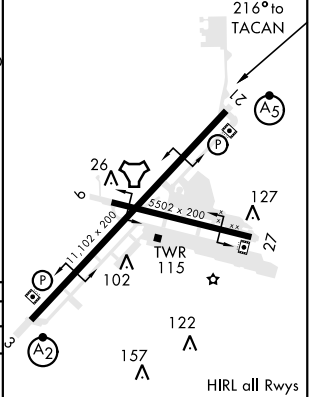 216° to
TACAN
21
A5
P
26
9
5502 x 200
127
27
11,102 x 200
TWR
115
102
P
3
A2
122
157
HIRL all Rwys